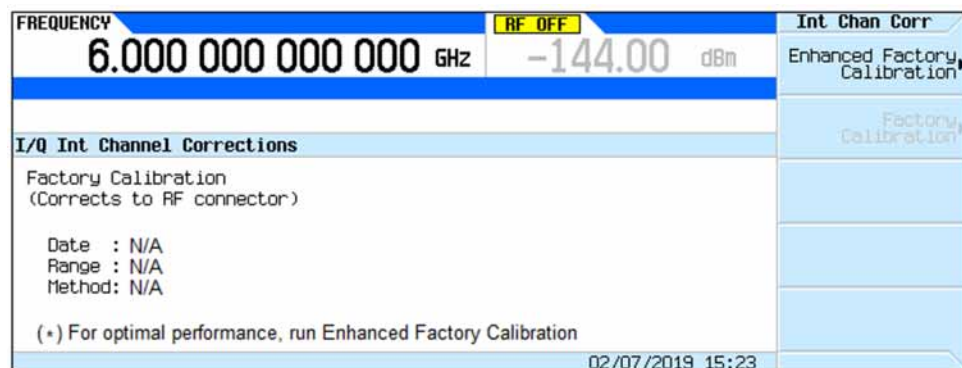 FREQUENCY
6.000 000 000 000 GHz
RF OFF
-144.00 dBm
I/Q Int Channel Corrections
Factory Calibration
(Corrects to RF connector)
Date : N/A
Range : N/A
Method: N/A
(*) For optimal performance, run Enhanced Factory Calibration
02/07/2019 15:23
Int Chan Corr
Enhanced Factory
Calibration
Factory
Calibration